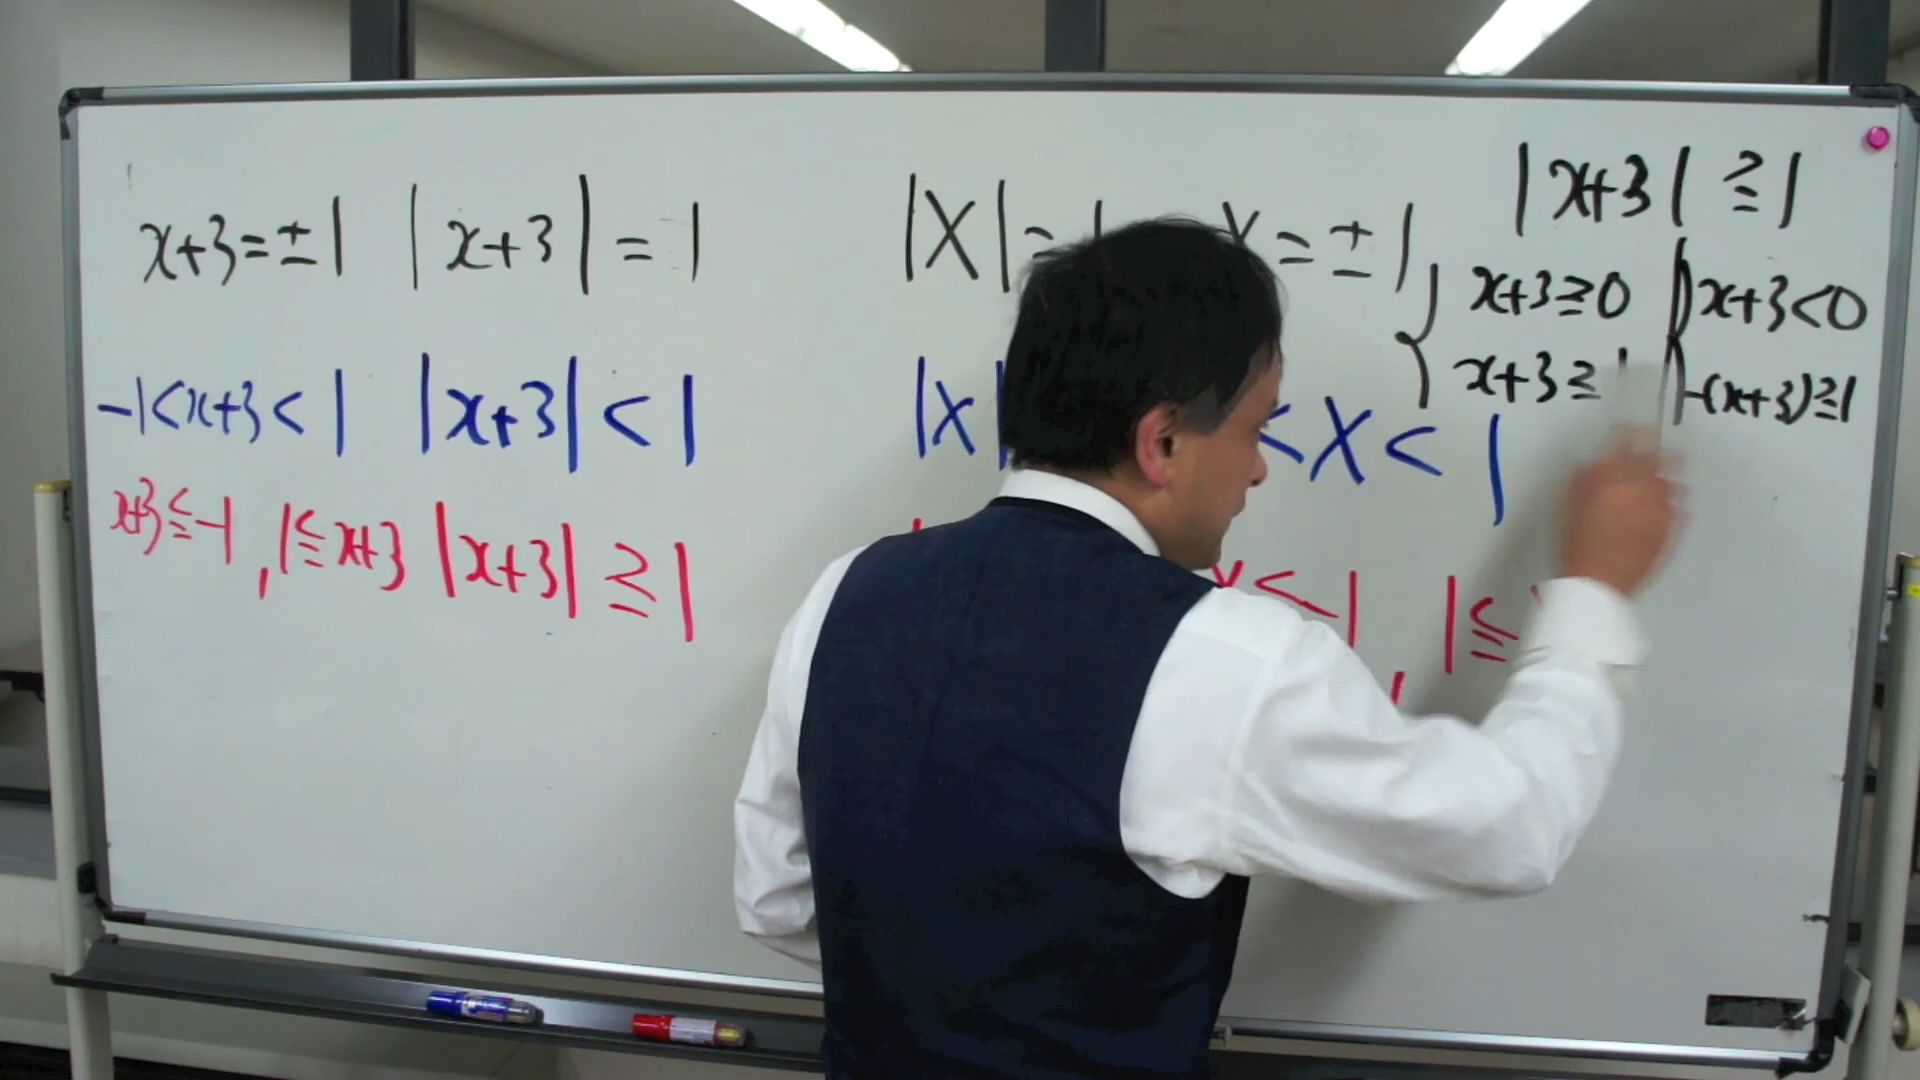 x+3=±1 |x+3|=1
-1<x+3<1 |x+3|<1
x+3≦-1, 1≦x+3 |x+3|≧1
|X|=1 X=±1
|X| <X<1
1≦
|x+3|≧1
x+3≧0 x+3<0
x+3≧1 -(x+3)≧1